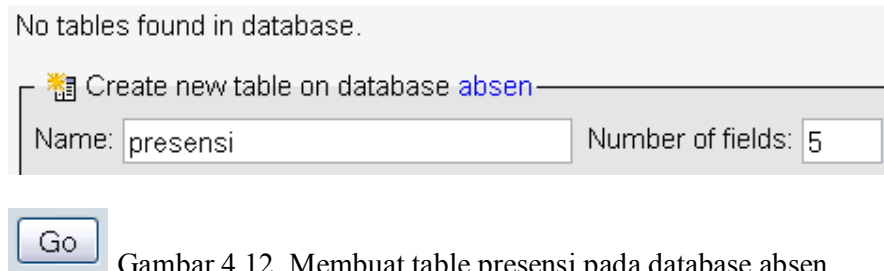 No tables found in database.
Create new table on database absen
Name: presensi Number of fields: 5
Go
Gambar 4.12. Membuat table presensi pada database absen